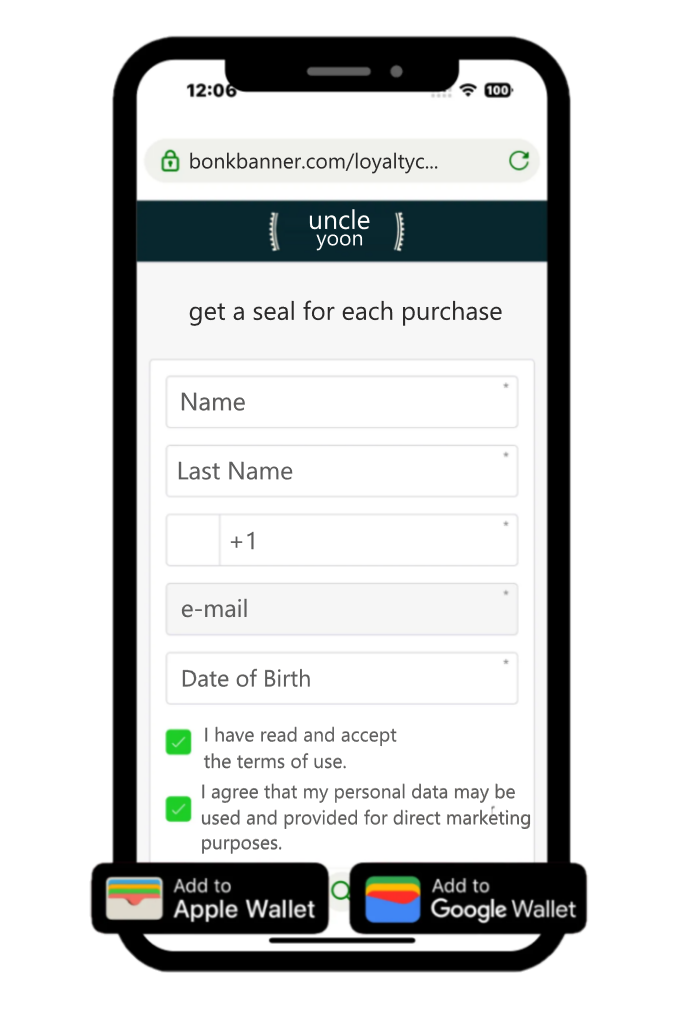 12:06
100
bonkbanner.com/loyaltyc...
uncle
yoon
get a seal for each purchase
Name *
Last Name *
+1 *
e-mail *
Date of Birth *
I have read and accept
the terms of use.
I agree that my personal data may be
used and provided for direct marketing
purposes.
Add to
Apple Wallet
Add to
Google Wallet